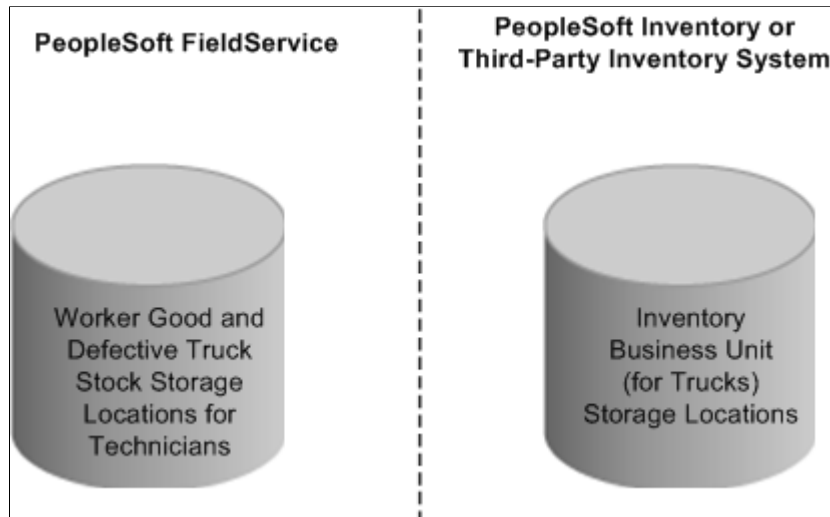 PeopleSoft FieldService
PeopleSoft Inventory or
Third-Party Inventory System
Worker Good and
Defective Truck
Stock Storage
Locations for
Technicians
Inventory
Business Unit
(for Trucks)
Storage Locations